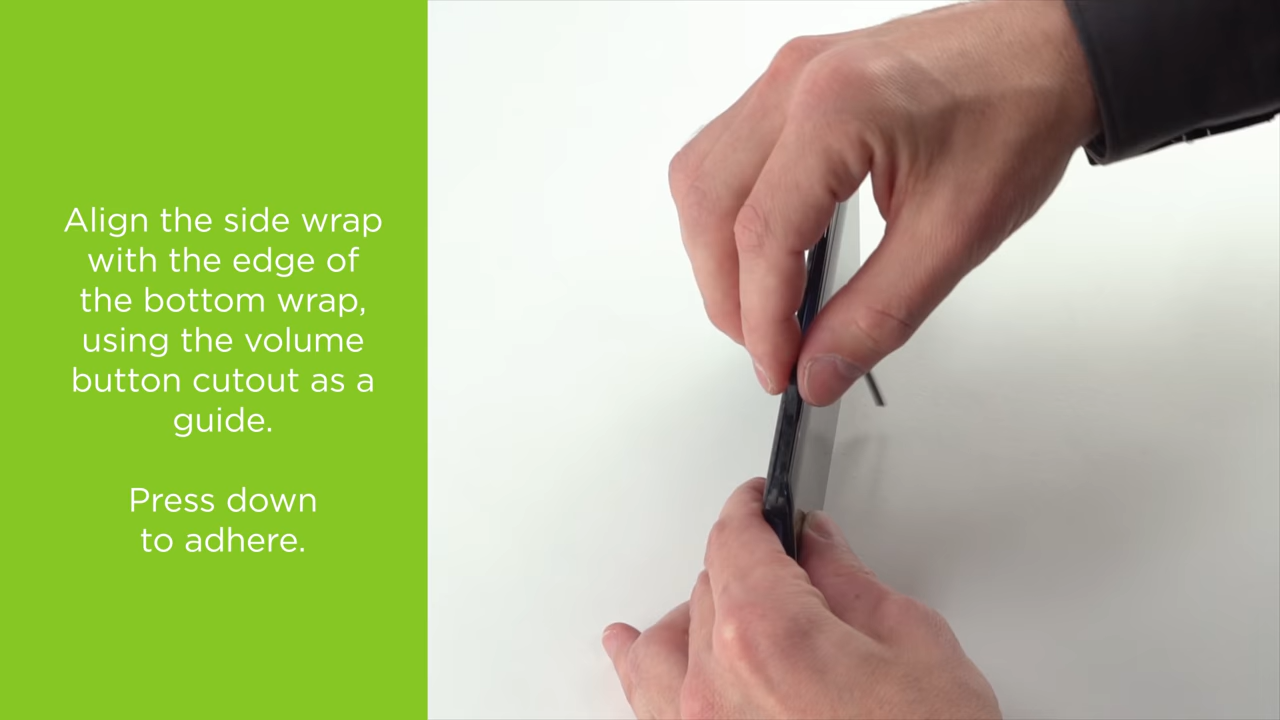 Align the side wrap
with the edge of
the bottom wrap,
using the volume
button cutout as a
guide.
Press down
to adhere.